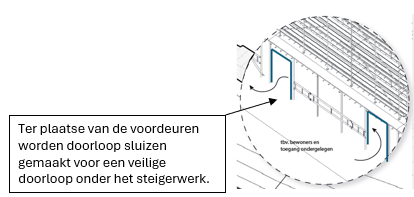 Ter plaatse van de voordeuren
worden doorloop sluizen
gemaakt voor een veilige
doorloop onder het steigerwerk.
tbv. bewoners en
toegang ondergelegen